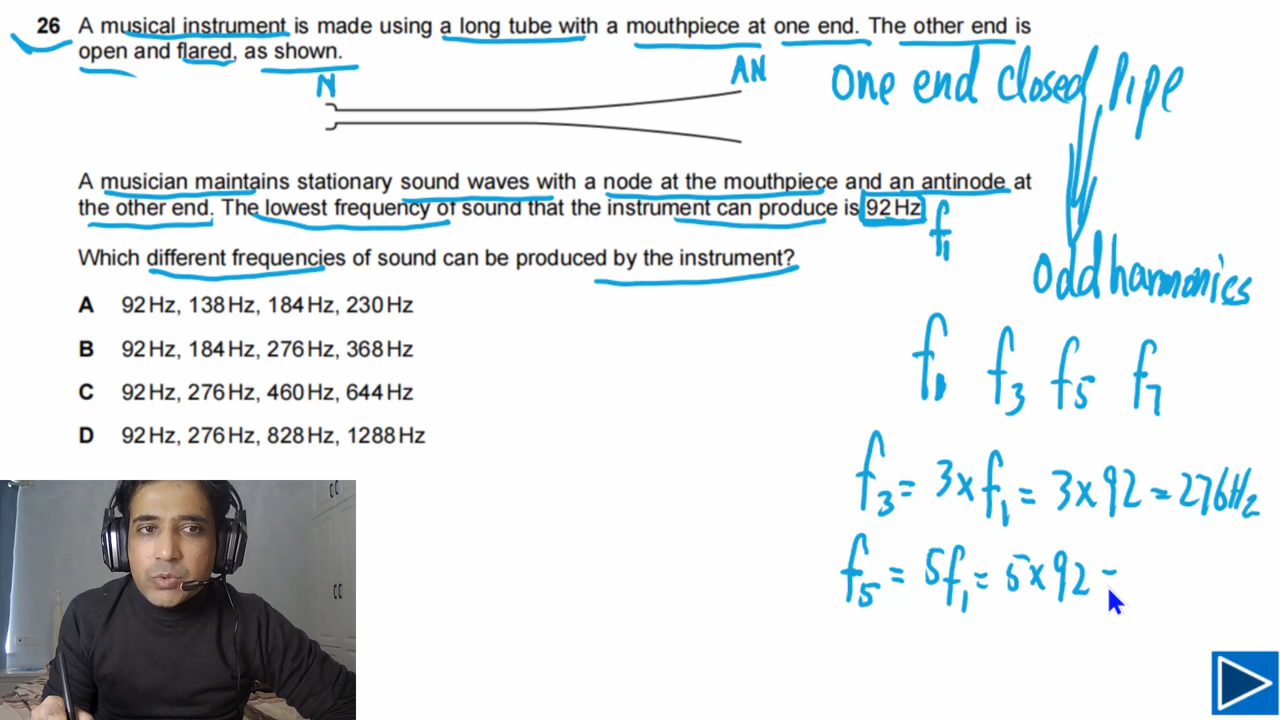 26 A musical instrument is made using a long tube with a mouthpiece at one end. The other end is
open and flared, as shown.
N
AN
one end closed pipe
A musician maintains stationary sound waves with a node at the mouthpiece and an antinode at
the other end. The lowest frequency of sound that the instrument can produce is 92 Hz
f1
Which different frequencies of sound can be produced by the instrument?
odd harmonics
A 92 Hz, 138 Hz, 184 Hz, 230 Hz
B 92 Hz, 184 Hz, 276 Hz, 368 Hz
C 92 Hz, 276 Hz, 460 Hz, 644 Hz
D 92 Hz, 276 Hz, 828 Hz, 1288 Hz
f1 f3 f5 f7
f3 = 3 x f1 = 3 x 92 = 276 Hz
f5 = 5f1 = 5 x 92 =